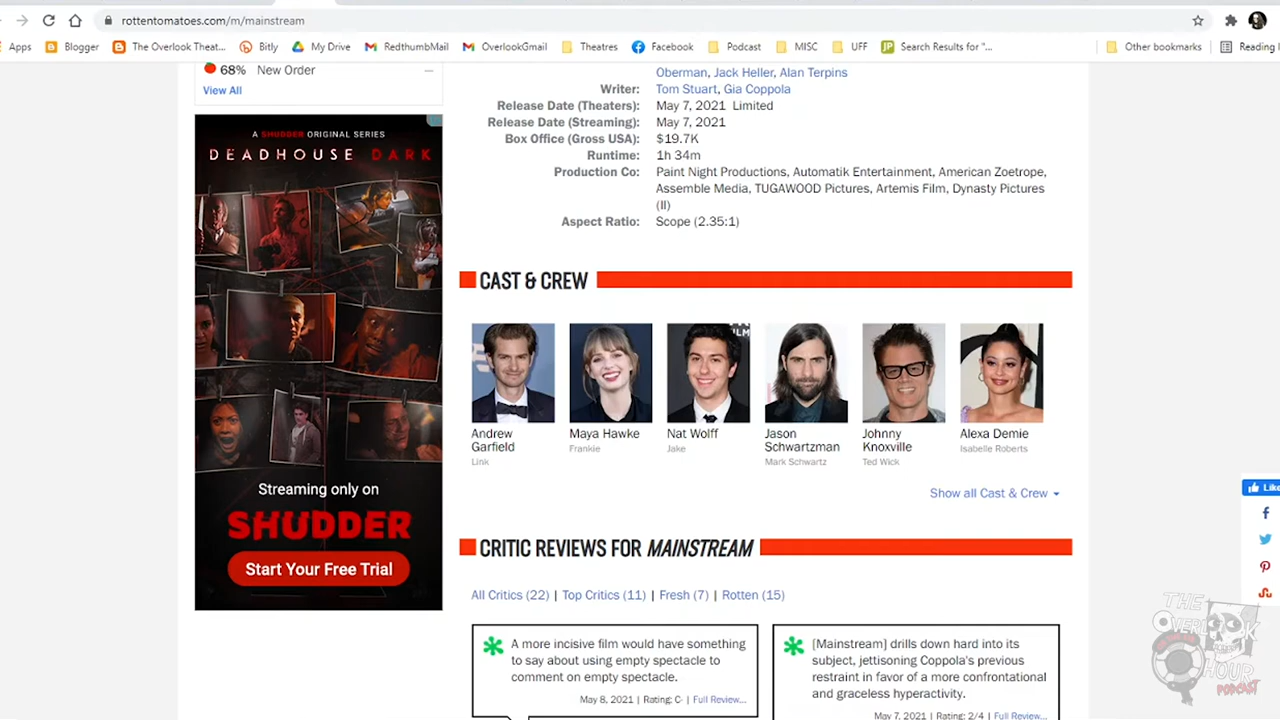 rottentomatoes.com/m/mainstream
Apps
Blogger
The Overlook Theat...
Bitly
My Drive
RedthumbMail
OverlookGmail
Theatres
Facebook
Podcast
MISC
UFF
Search Results for "...
Other bookmarks
Reading l
68% New Order
View All
A SHUDDER ORIGINAL SERIES
DEADHOUSE DARK
Streaming only on
SHUDDER
Start Your Free Trial
Oberman, Jack Heller, Alan Terpins
Writer: Tom Stuart, Gia Coppola
Release Date (Theaters): May 7, 2021 Limited
Release Date (Streaming): May 7, 2021
Box Office (Gross USA): $19.7K
Runtime: 1h 34m
Production Co: Paint Night Productions, Automatik Entertainment, American Zoetrope,
Assemble Media, TUGAWOOD Pictures, Artemis Film, Dynasty Pictures
(II)
Aspect Ratio: Scope (2.35:1)
CAST & CREW
Andrew
Garfield
Link
Maya Hawke
Frankie
Nat Wolff
Jake
Jason
Schwartzman
Mark Schwartz
Johnny
Knoxville
Ted Wick
Alexa Demie
Isabelle Roberts
Show all Cast & Crew
CRITIC REVIEWS FOR MAINSTREAM
All Critics (22) | Top Critics (11) | Fresh (7) | Rotten (15)
A more incisive film would have something
to say about using empty spectacle to
comment on empty spectacle.
May 8, 2021 | Rating: C- | Full Review...
[Mainstream] drills down hard into its
subject, jettisoning Coppola's previous
restraint in favor of a more confrontational
and graceless hyperactivity.
May 7, 2021 | Rating: 2/4 | Full Review...
Like
THE
OVERLOOK
HOUR
PODCAST